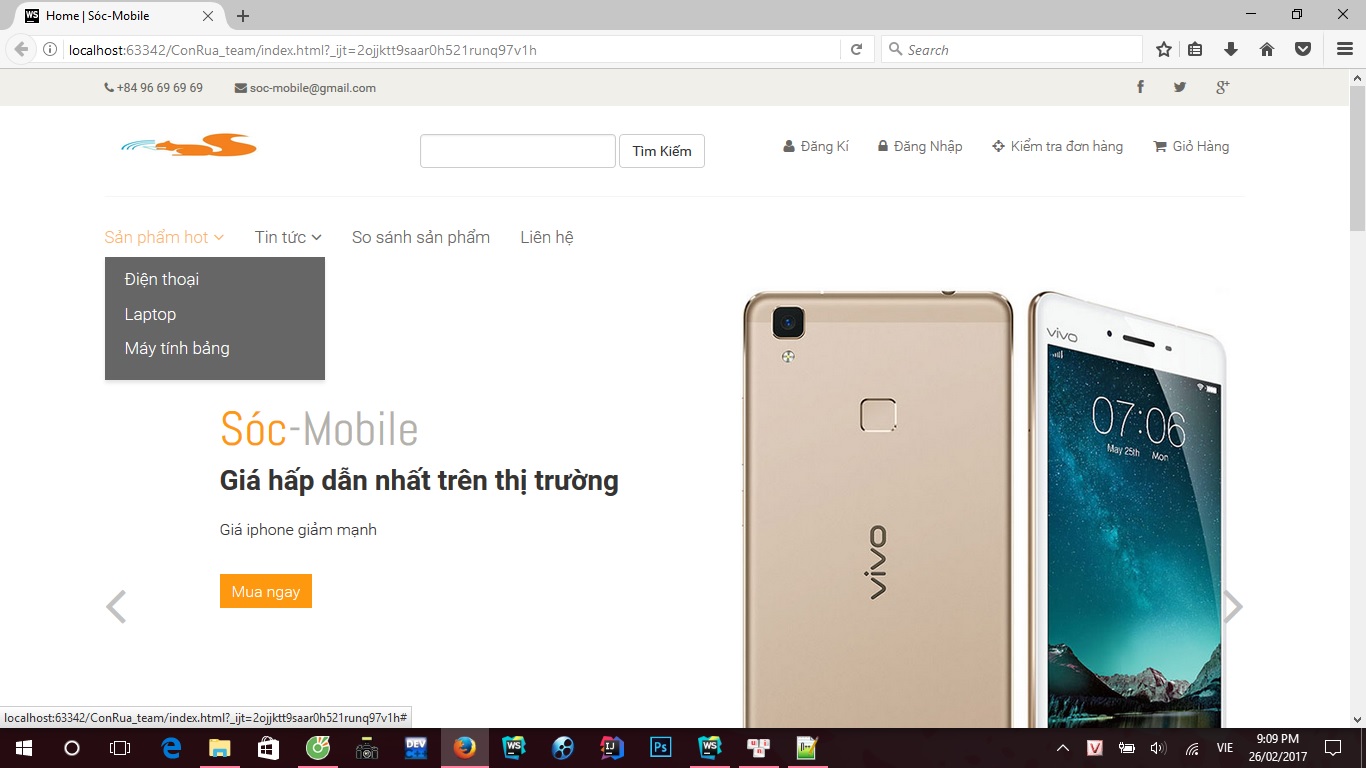 Home | Sóc-Mobile
localhost:63342/ConRua_team/index.html?_ijt=2ojjktt9saar0h521runq97v1h
Search
+84 96 69 69 69 soc-mobile@gmail.com
Tìm Kiếm
Đăng Kí Đăng Nhập Kiểm tra đơn hàng Giỏ Hàng
Sản phẩm hot Tin tức So sánh sản phẩm Liên hệ
Điện thoại
Laptop
Máy tính bảng
Sóc-Mobile
Giá hấp dẫn nhất trên thị trường
Giá iphone giảm mạnh
Mua ngay
vivo
vivo
07:06
May 25th Mon
localhost:63342/ConRua_team/index.html?_ijt=2ojjktt9saar0h521runq97v1h#
VIE
9:09 PM
26/02/2017